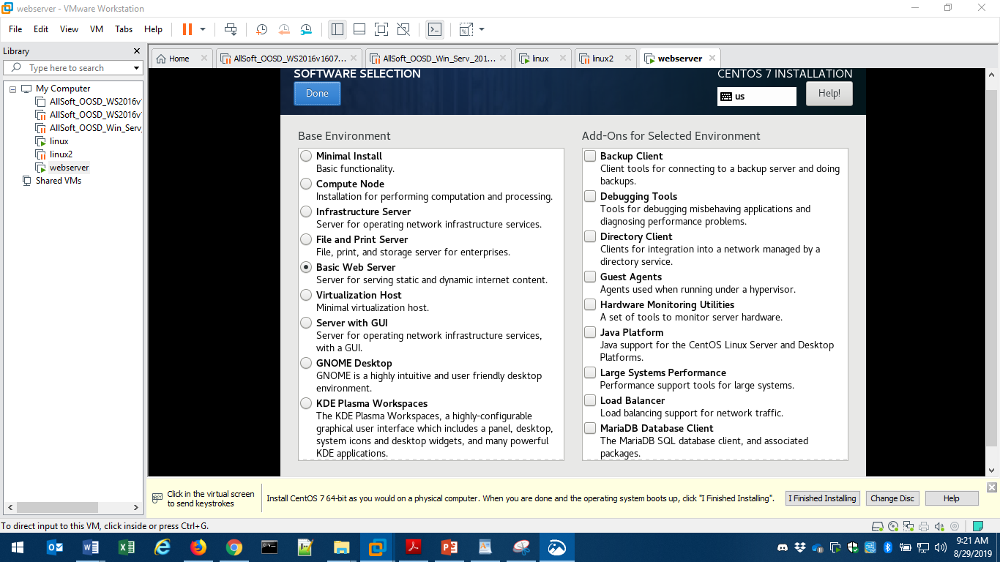 webserver - VMware Workstation
File Edit View VM Tabs Help
Library
Type here to search
My Computer
AllSoft_OOSD_WS2016v
AllSoft_OOSD_WS2016v
AllSoft_OOSD_Win_Serv_
linux
linux2
webserver
Shared VMs
Home AllSoft_OOSD_WS2016v1607... AllSoft_OOSD_Win_Serv_201... linux linux2 webserver
SOFTWARE SELECTION
Done
CENTOS 7 INSTALLATION
us
Help!
Base Environment
Minimal Install
Basic functionality.
Compute Node
Installation for performing computation and processing.
Infrastructure Server
Server for operating network infrastructure services.
File and Print Server
File, print, and storage server for enterprises.
Basic Web Server
Server for serving static and dynamic internet content.
Virtualization Host
Minimal virtualization host.
Server with GUI
Server for operating network infrastructure services,
with a GUI.
GNOME Desktop
GNOME is a highly intuitive and user friendly desktop
environment.
KDE Plasma Workspaces
The KDE Plasma Workspaces, a highly-configurable
graphical user interface which includes a panel, desktop,
system icons and desktop widgets, and many powerful
KDE applications.
Add-Ons for Selected Environment
Backup Client
Client tools for connecting to a backup server and doing
backups.
Debugging Tools
Tools for debugging misbehaving applications and
diagnosing performance problems.
Directory Client
Clients for integration into a network managed by a
directory service.
Guest Agents
Agents used when running under a hypervisor.
Hardware Monitoring Utilities
A set of tools to monitor server hardware.
Java Platform
Java support for the CentOS Linux Server and Desktop
Platforms.
Large Systems Performance
Performance support tools for large systems.
Load Balancer
Load balancing support for network traffic.
MariaDB Database Client
The MariaDB SQL database client, and associated
packages.
Click in the virtual screen
to send keystrokes
Install CentOS 7 64-bit as you would on a physical computer. When you are done and the operating system boots up, click "I Finished Installing".
I Finished Installing Change Disc Help
To direct input to this VM, click inside or press Ctrl+G.
9:21 AM
8/29/2019